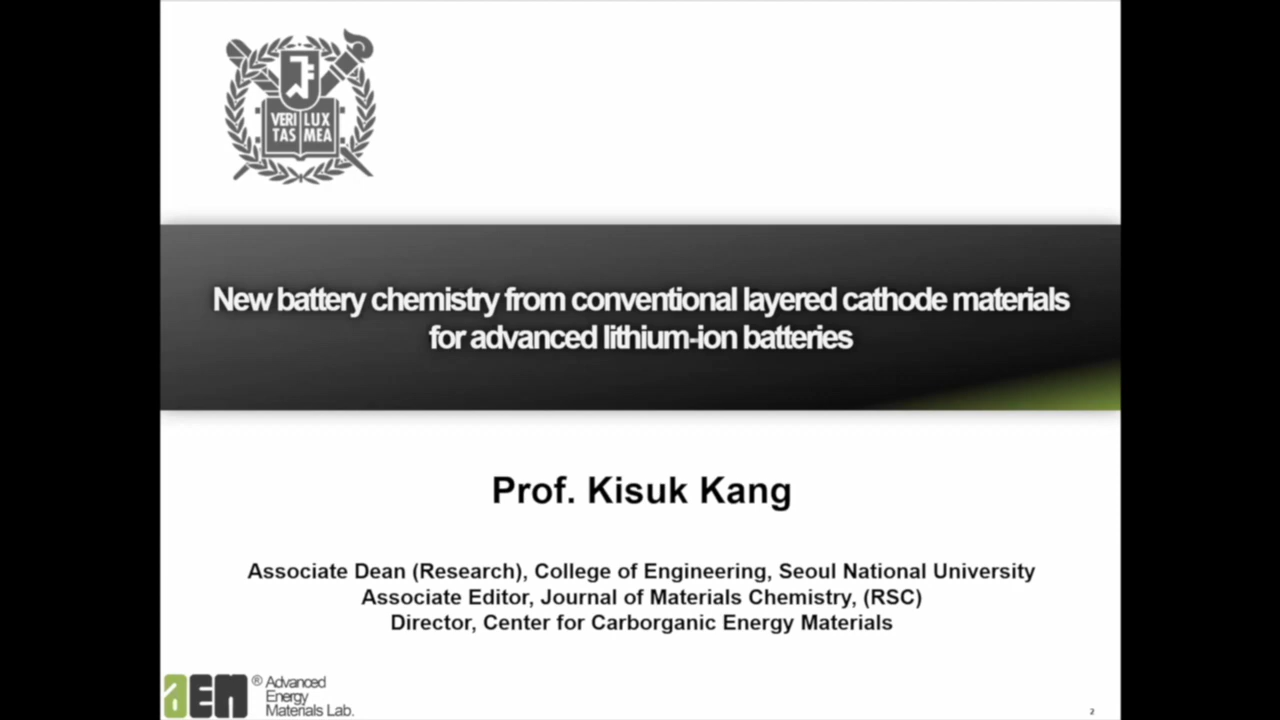 VERI LUX
TAS MEA
New battery chemistry from conventional layered cathode materials
for advanced lithium-ion batteries
Prof. Kisuk Kang
Associate Dean (Research), College of Engineering, Seoul National University
Associate Editor, Journal of Materials Chemistry, (RSC)
Director, Center for Carborganic Energy Materials
aem ® Advanced
Energy
Materials Lab.
2